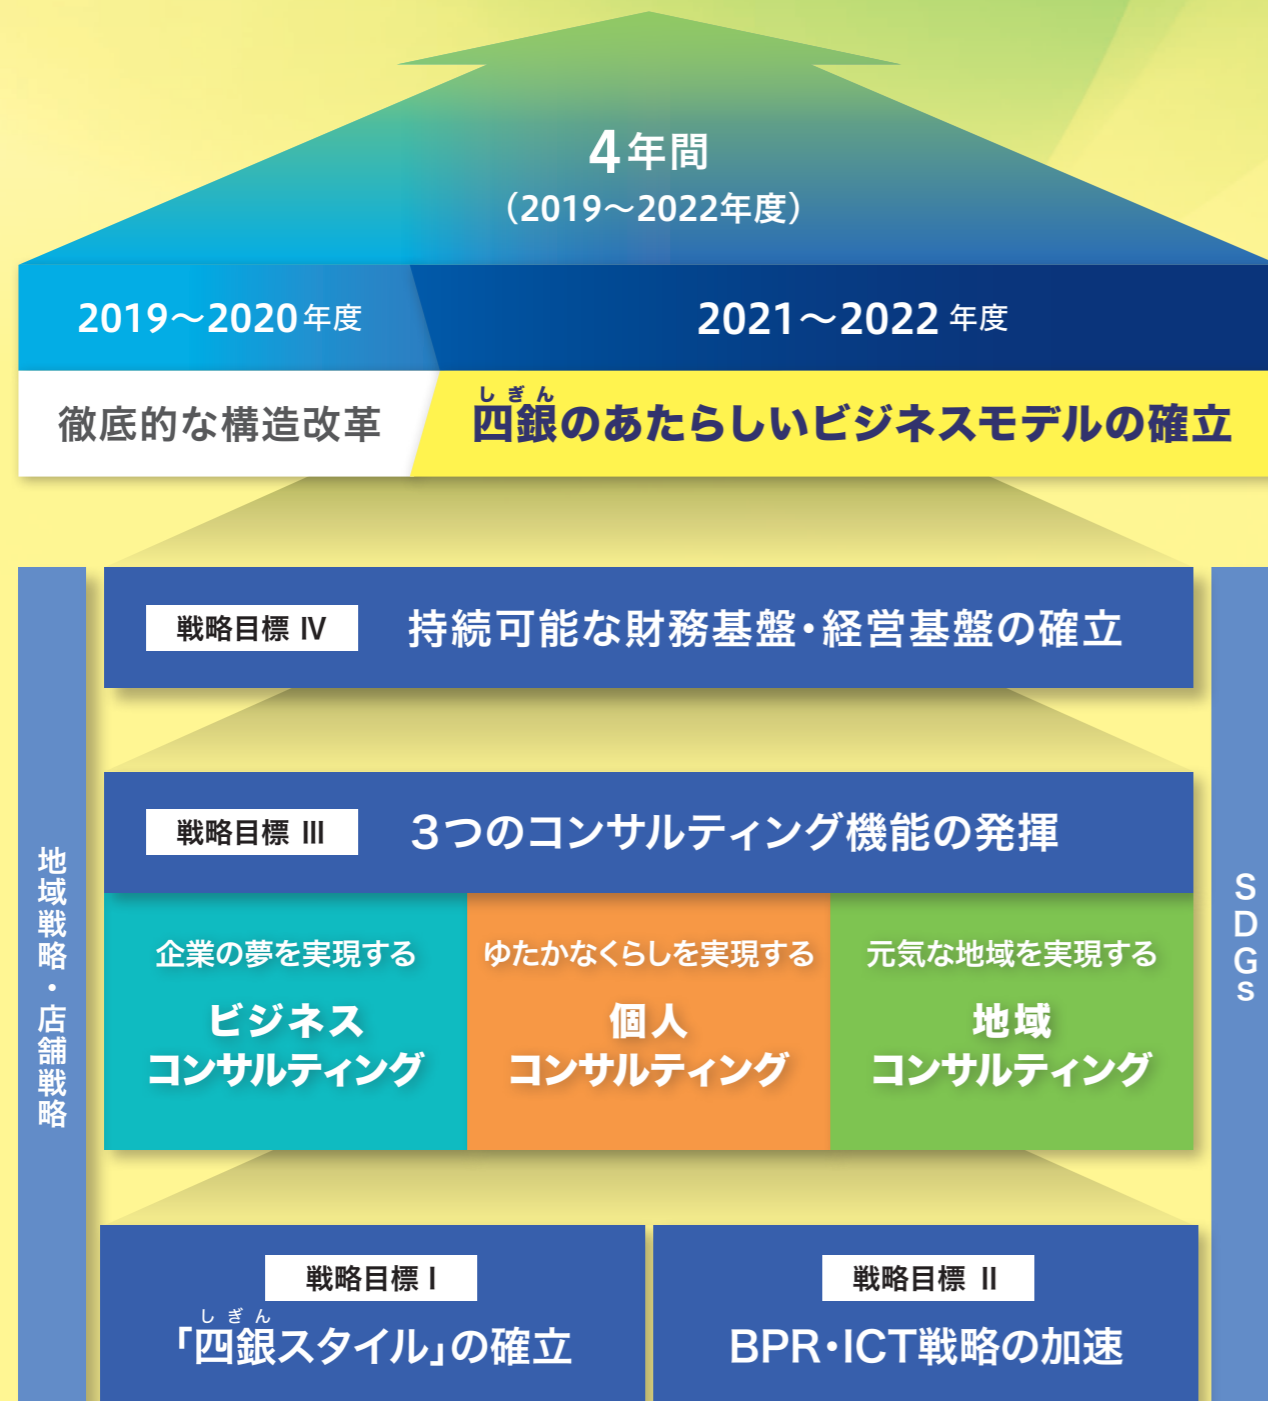 4年間
（2019～2022年度）
2019～2020年度
2021～2022年度
徹底的な構造改革
しぎん
四銀のあたらしいビジネスモデルの確立
戦略目標 Ⅳ
持続可能な財務基盤・経営基盤の確立
戦略目標 Ⅲ
3つのコンサルティング機能の発揮
企業の夢を実現する
ビジネス
コンサルティング
ゆたかなくらしを実現する
個人
コンサルティング
元気な地域を実現する
地域
コンサルティング
戦略目標 Ⅰ
しぎん
「四銀スタイル」の確立
戦略目標 Ⅱ
BPR・ICT戦略の加速
地域戦略・店舗戦略
SDGs